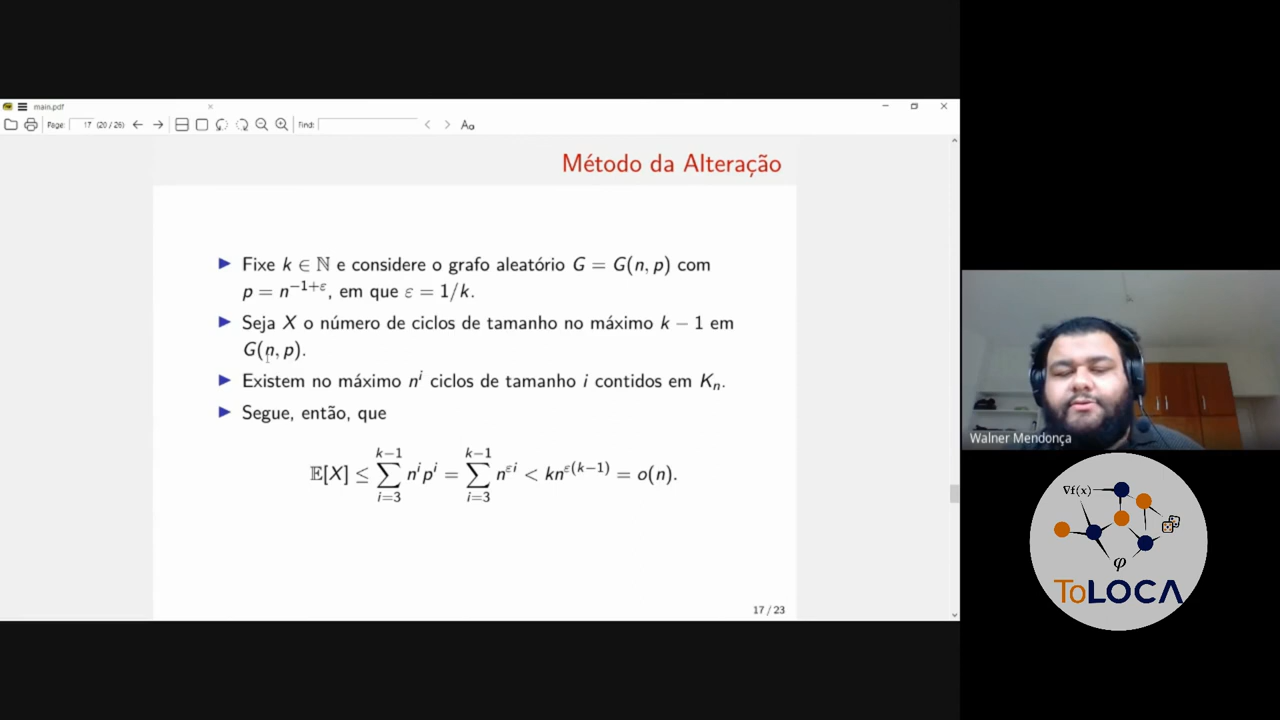 main.pdf
Page: 17 (20 / 26) Find: Aa
Método da Alteração
Fixe k ∈ ℕ e considere o grafo aleatório G = G(n, p) com
p = n^{−1+ε}, em que ε = 1/k.
Seja X o número de ciclos de tamanho no máximo k − 1 em
G(n, p).
Existem no máximo n^i ciclos de tamanho i contidos em K_n.
Segue, então, que
𝔼[X] ≤ ∑_{i=3}^{k−1} n^i p^i = ∑_{i=3}^{k−1} n^{εi} < kn^{ε(k−1)} = o(n).
17 / 23
Walner Mendonça
∇f(x)
φ
ToLOCA